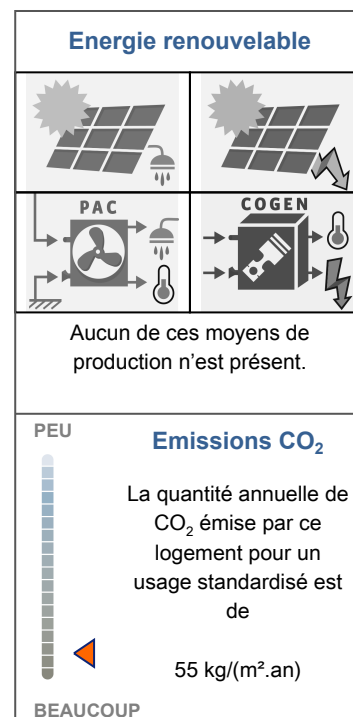 Energie renouvelable
PAC
COGEN
Aucun de ces moyens de
production n’est présent.
PEU
Emissions CO₂
La quantité annuelle de
CO₂ émise par ce
logement pour un
usage standardisé est
de
55 kg/(m².an)
BEAUCOUP